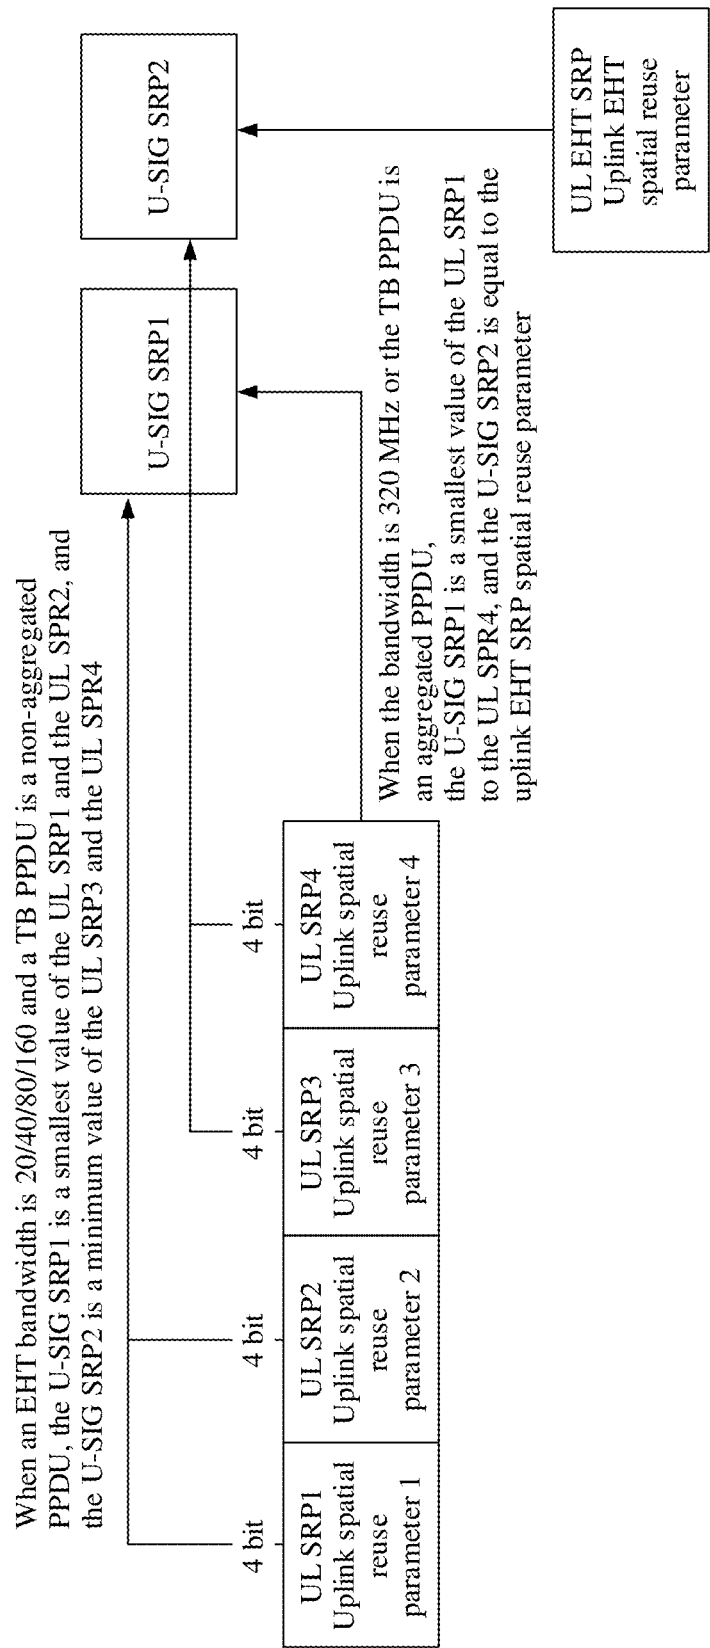 When an EHT bandwidth is 20/40/80/160 and a TB PPDU is a non-aggregated
PPDU, the U-SIG SRP1 is a smallest value of the UL SRP1 and the UL SPR2, and
the U-SIG SRP2 is a minimum value of the UL SRP3 and the UL SPR4
U-SIG SRP1
U-SIG SRP2
4 bit
4 bit
4 bit
4 bit
UL SRP1
Uplink spatial
reuse
parameter 1
UL SRP2
Uplink spatial
reuse
parameter 2
UL SRP3
Uplink spatial
reuse
parameter 3
UL SRP4
Uplink spatial
reuse
parameter 4
When the bandwidth is 320 MHz or the TB PPDU is
an aggregated PPDU,
the U-SIG SRP1 is a smallest value of the UL SRP1
to the UL SPR4, and the U-SIG SRP2 is equal to the
uplink EHT SRP spatial reuse parameter
UL EHT SRP
Uplink EHT
spatial reuse
parameter